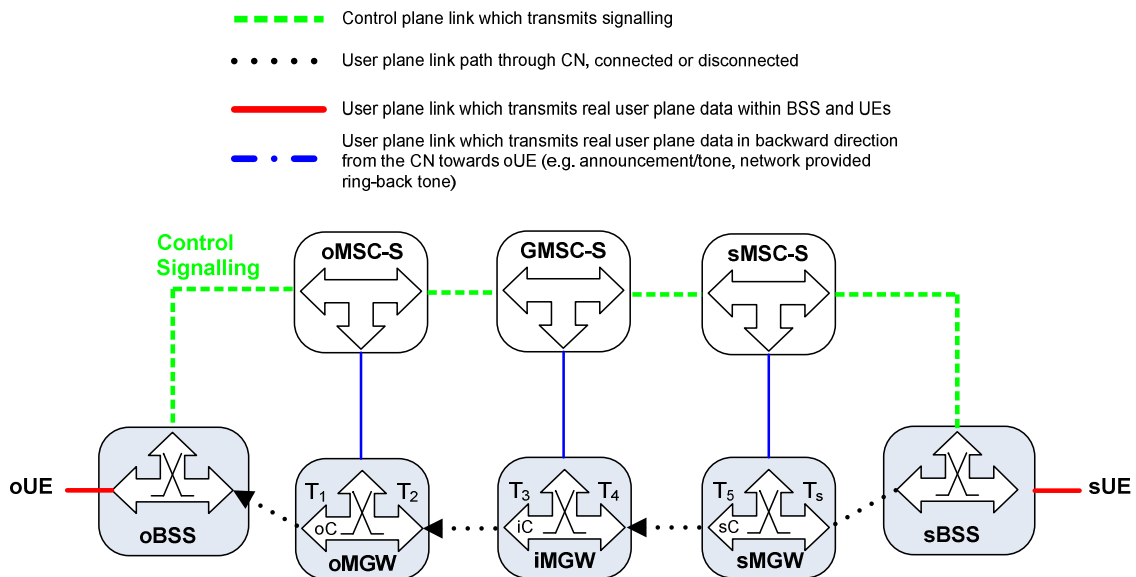 Control plane link which transmits signalling
User plane link path through CN, connected or disconnected
User plane link which transmits real user plane data within BSS and UEs
User plane link which transmits real user plane data in backward direction
from the CN towards oUE (e.g. announcement/tone, network provided
ring-back tone)
Control
Signalling
oMSC-S
GMSC-S
sMSC-S
oUE
oBSS
T1
T2
oC
oMGW
T3
T4
iC
iMGW
T5
Ts
sC
sMGW
sBSS
sUE